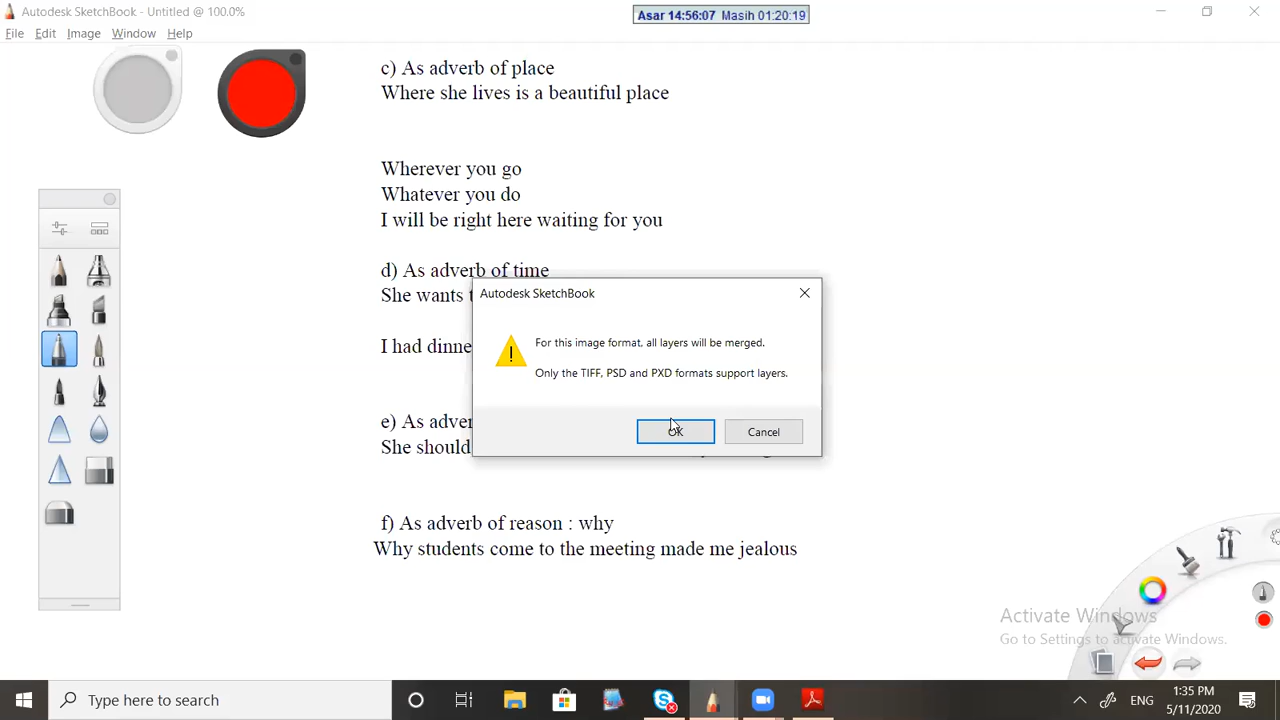 Autodesk SketchBook - Untitled @ 100.0%
Asar 14:56:07 Masih 01:20:19
File Edit Image Window Help
c) As adverb of place
Where she lives is a beautiful place
Wherever you go
Whatever you do
I will be right here waiting for you
d) As adverb of time
She wants
Autodesk SketchBook
For this image format, all layers will be merged.
I had dinne
Only the TIFF, PSD and PXD formats support layers.
e) As adver
OK Cancel
She should
f) As adverb of reason : why
Why students come to the meeting made me jealous
Activate Windows
Go to Settings to activate Windows.
Type here to search
ENG
1:35 PM
5/11/2020